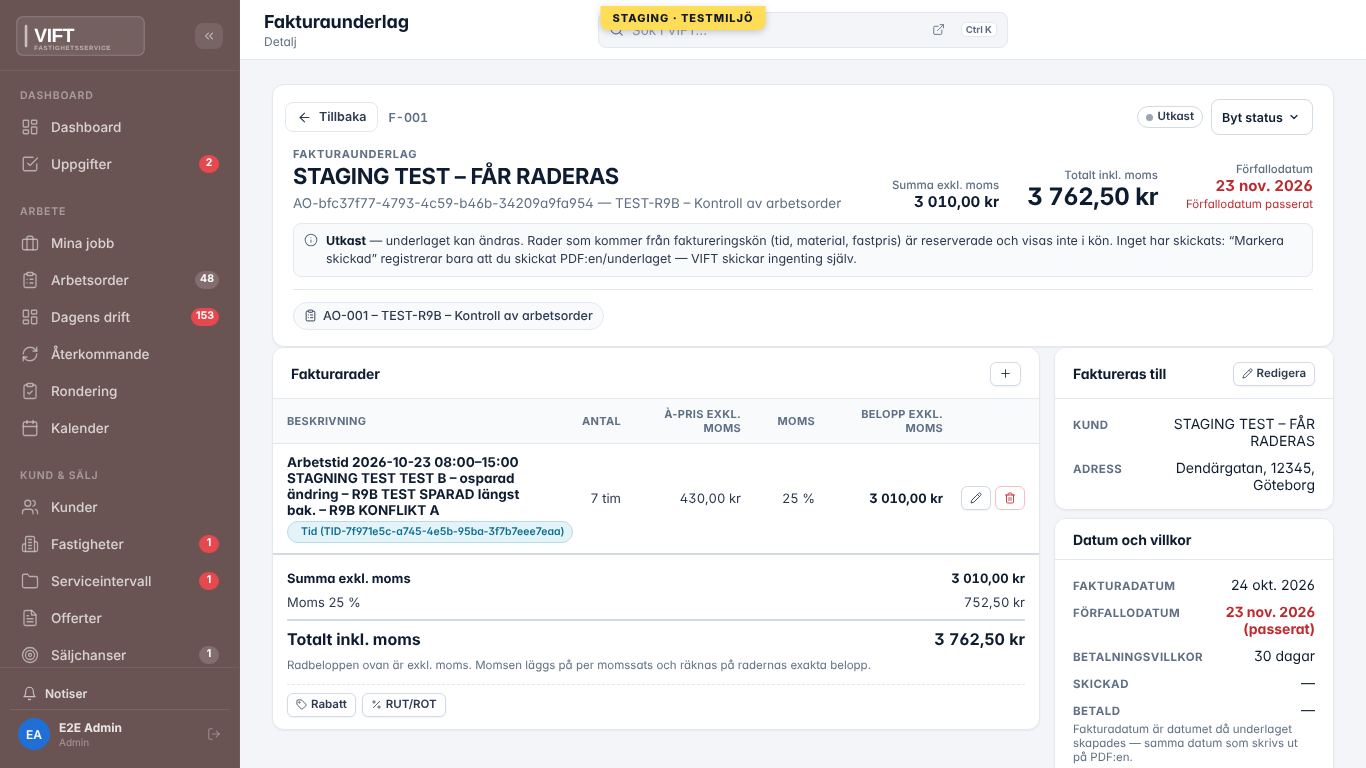 VIFT
FASTIGHETSSERVICE
DASHBOARD
Dashboard
Uppgifter 2
ARBETE
Mina jobb
Arbetsorder 48
Dagens drift 153
Återkommande
Rondering
Kalender
KUND & SÄLJ
Kunder
Fastigheter 1
Serviceintervall 1
Offerter
Säljchanser 1
Notiser
EA
E2E Admin
Admin
Fakturaunderlag
Detalj
STAGING · TESTMILJÖ
Sök i VIFT...
Ctrl K
Tillbaka
F-001
Utkast
Byt status
FAKTURAUNDERLAG
STAGING TEST – FÅR RADERAS
AO-bfc37f77-4793-4c59-b46b-34209a9fa954 — TEST-R9B – Kontroll av arbetsorder
Summa exkl. moms
3 010,00 kr
Totalt inkl. moms
3 762,50 kr
Förfallodatum
23 nov. 2026
Förfallodatum passerat
Utkast — underlaget kan ändras. Rader som kommer från faktureringskön (tid, material, fastpris) är reserverade och visas inte i kön. Inget har skickats: “Markera
skickad” registrerar bara att du skickat PDF:en/underlaget — VIFT skickar ingenting själv.
AO-001 – TEST-R9B – Kontroll av arbetsorder
Fakturarader
BESKRIVNING
ANTAL
À-PRIS EXKL.
MOMS
MOMS
BELOPP EXKL.
MOMS
Arbetstid 2026-10-23 08:00–15:00
STAGNING TEST TEST B – osparad
ändring – R9B TEST SPARAD längst
bak. – R9B KONFLIKT A
7 tim
430,00 kr
25 %
3 010,00 kr
Tid (TID-7f971e5c-a745-4e5b-95ba-3f7b7eee7eaa)
Summa exkl. moms 3 010,00 kr
Moms 25 % 752,50 kr
Totalt inkl. moms 3 762,50 kr
Radbeloppen ovan är exkl. moms. Momsen läggs på per momssats och räknas på radernas exakta belopp.
Rabatt
RUT/ROT
Faktureras till
Redigera
KUND
STAGING TEST – FÅR
RADERAS
ADRESS
Dendärgatan, 12345,
Göteborg
Datum och villkor
FAKTURADATUM 24 okt. 2026
FÖRFALLODATUM 23 nov. 2026
(passerat)
BETALNINGSVILLKOR 30 dagar
SKICKAD —
BETALD —
Fakturadatum är datumet då underlaget
skapades — samma datum som skrivs ut
på PDF:en.